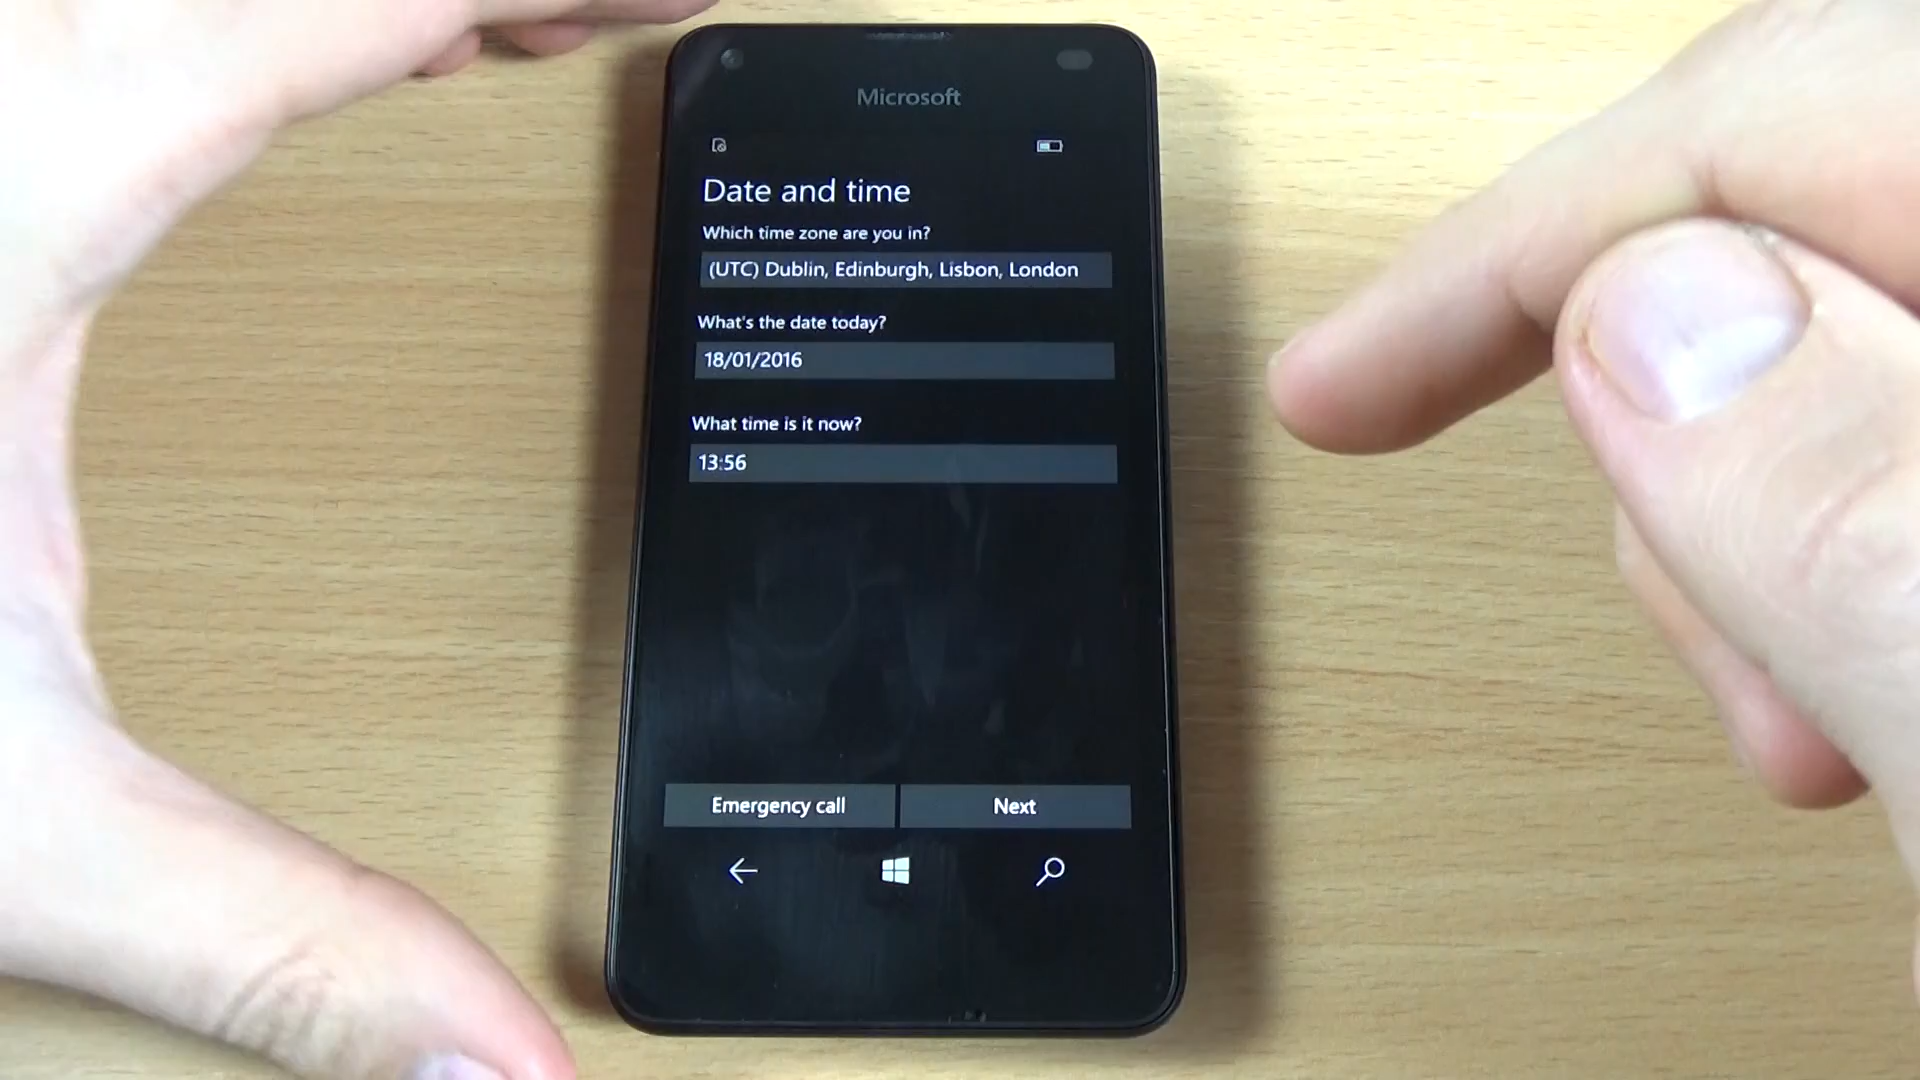 Microsoft
Date and time
Which time zone are you in?
(UTC) Dublin, Edinburgh, Lisbon, London
What's the date today?
18/01/2016
What time is it now?
13:56
Emergency call
Next